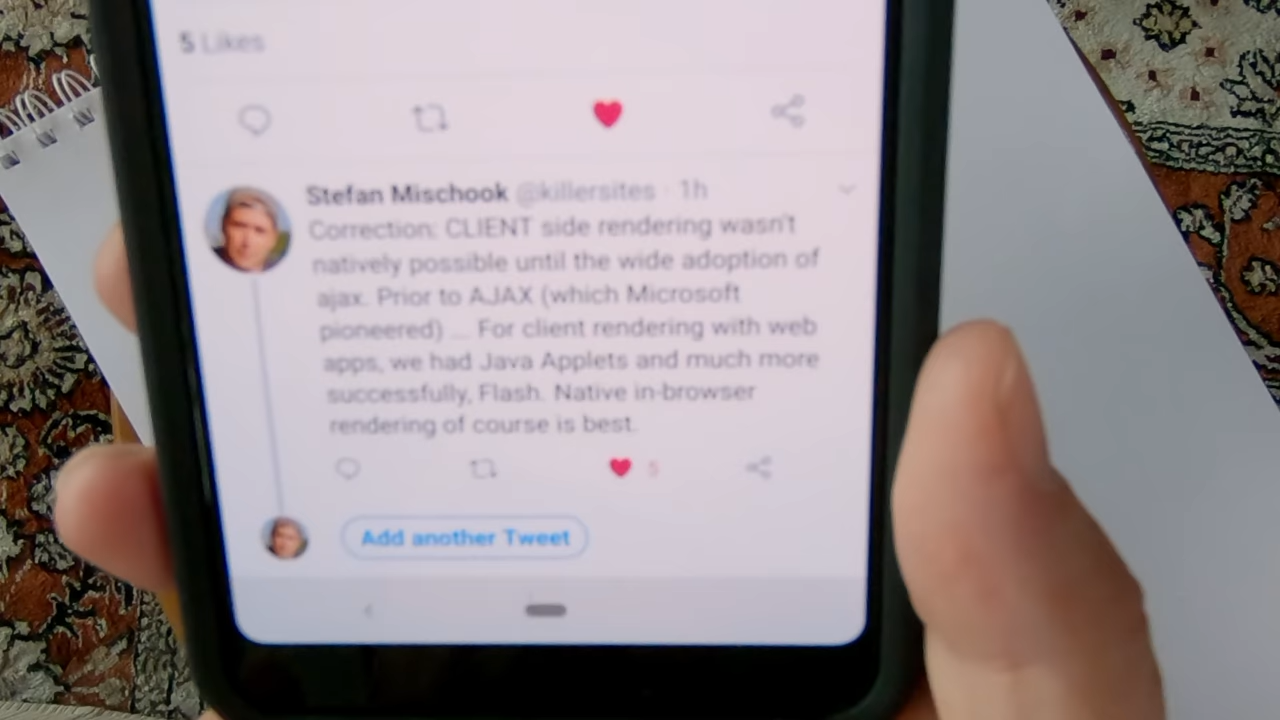 5 Likes
Stefan Mischook @killersites · 1h
Correction: CLIENT side rendering wasn't
natively possible until the wide adoption of
ajax. Prior to AJAX (which Microsoft
pioneered) ... For client rendering with web
apps, we had Java Applets and much more
successfully, Flash. Native in-browser
rendering of course is best.
5
Add another Tweet